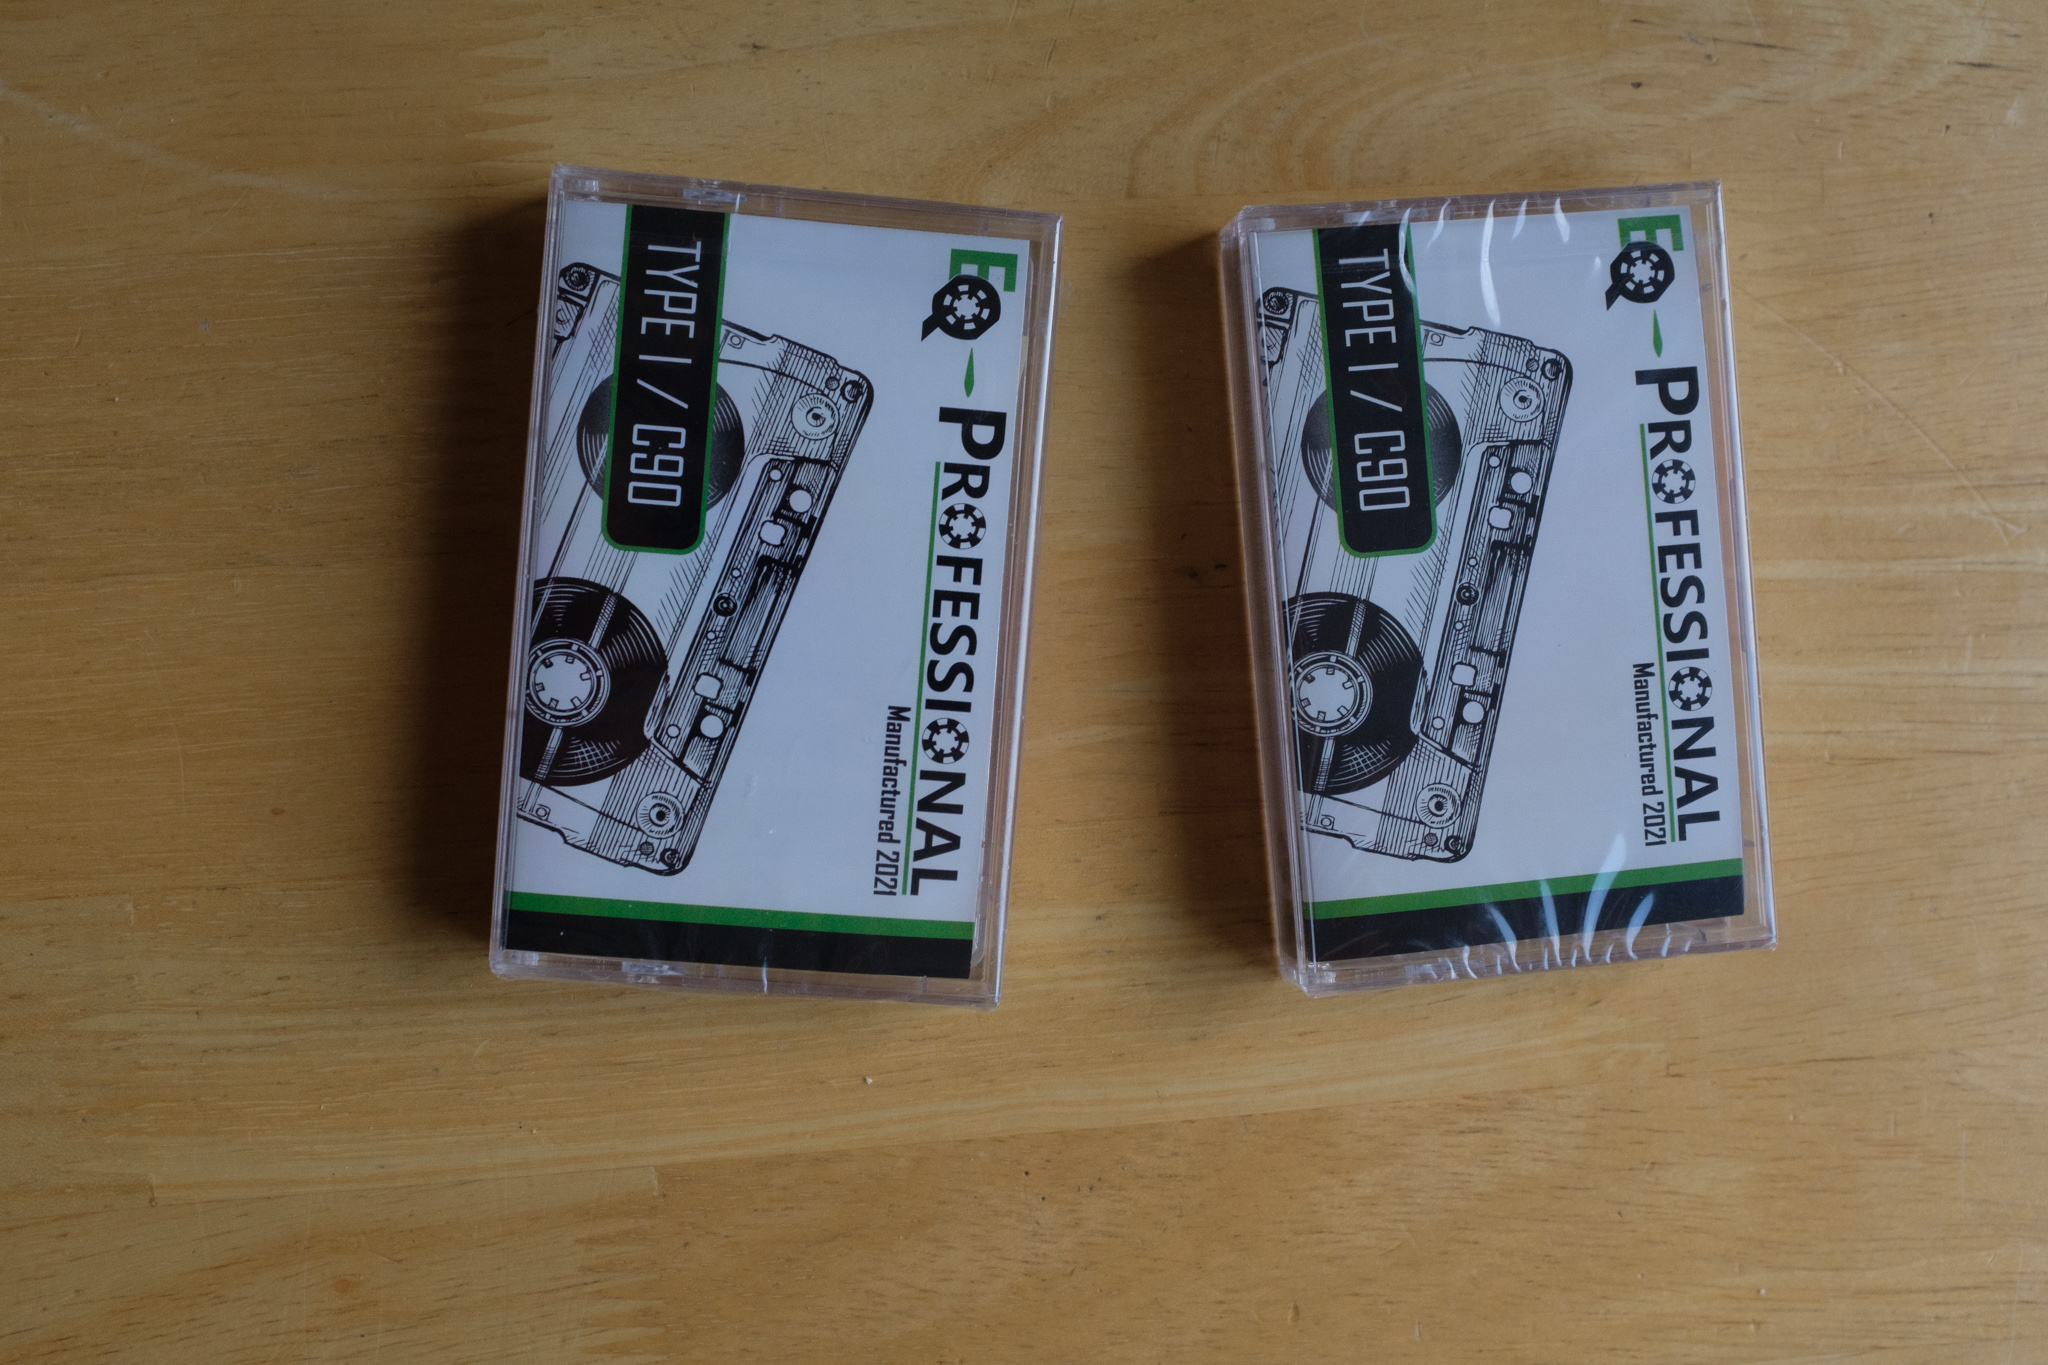 EQ-PROFESSIONAL
Manufactured 2021
TYPE I / C90
EQ-PROFESSIONAL
Manufactured 2021
TYPE I / C90